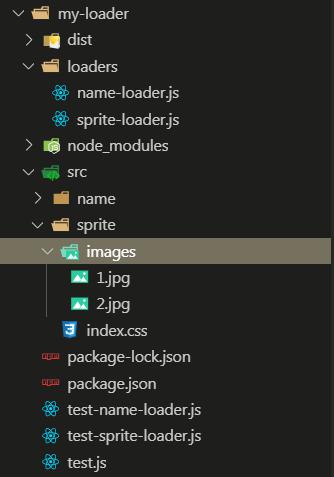 my-loader
dist
loaders
name-loader.js
sprite-loader.js
node_modules
src
name
sprite
images
1.jpg
2.jpg
index.css
package-lock.json
package.json
test-name-loader.js
test-sprite-loader.js
test.js